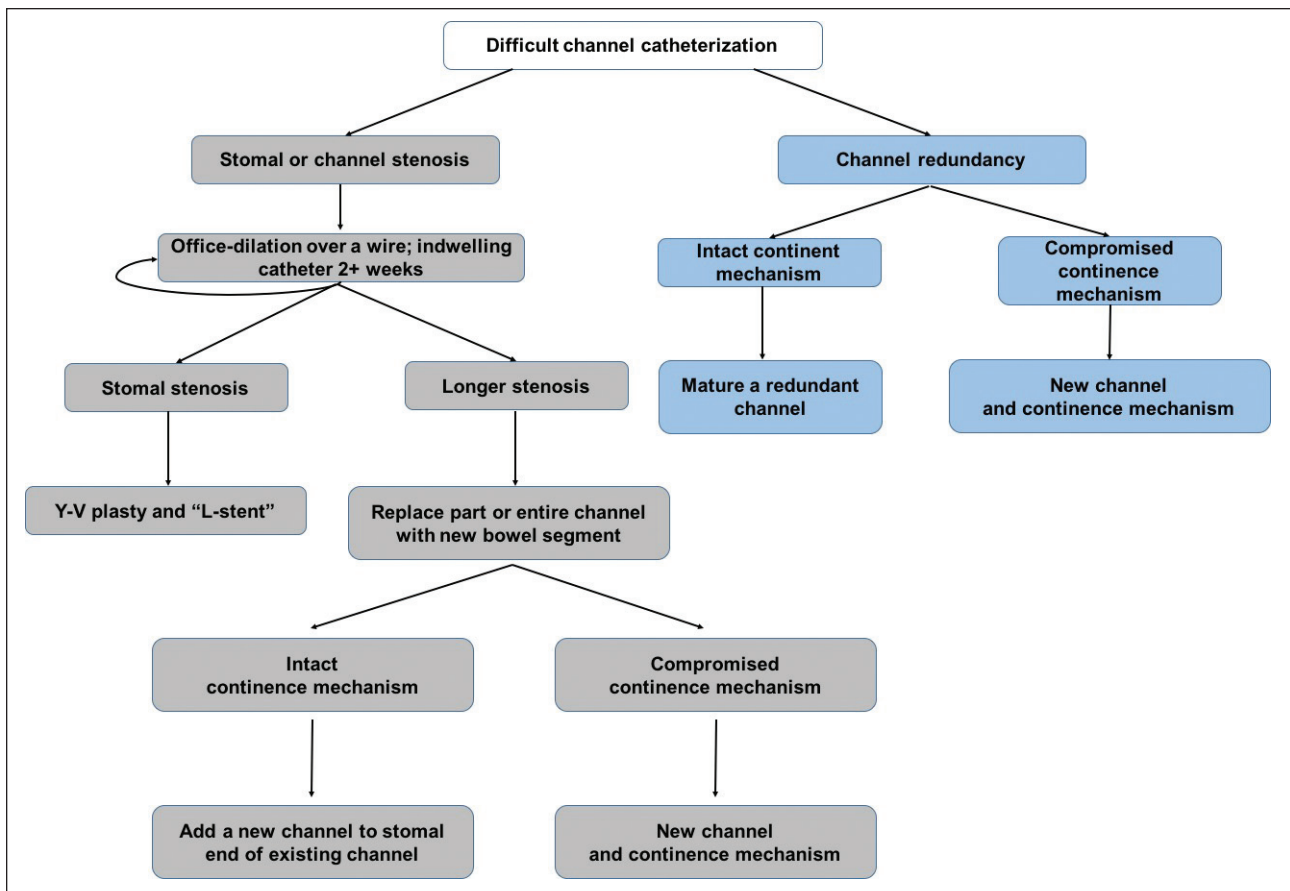 Difficult channel catheterization
Stomal or channel stenosis
Channel redundancy
Office-dilation over a wire; indwelling
catheter 2+ weeks
Intact continent
mechanism
Compromised
continence
mechanism
Stomal stenosis
Longer stenosis
Mature a redundant
channel
New channel
and continence mechanism
Y-V plasty and “L-stent”
Replace part or entire channel
with new bowel segment
Intact
continence mechanism
Compromised
continence mechanism
Add a new channel to stomal
end of existing channel
New channel
and continence mechanism